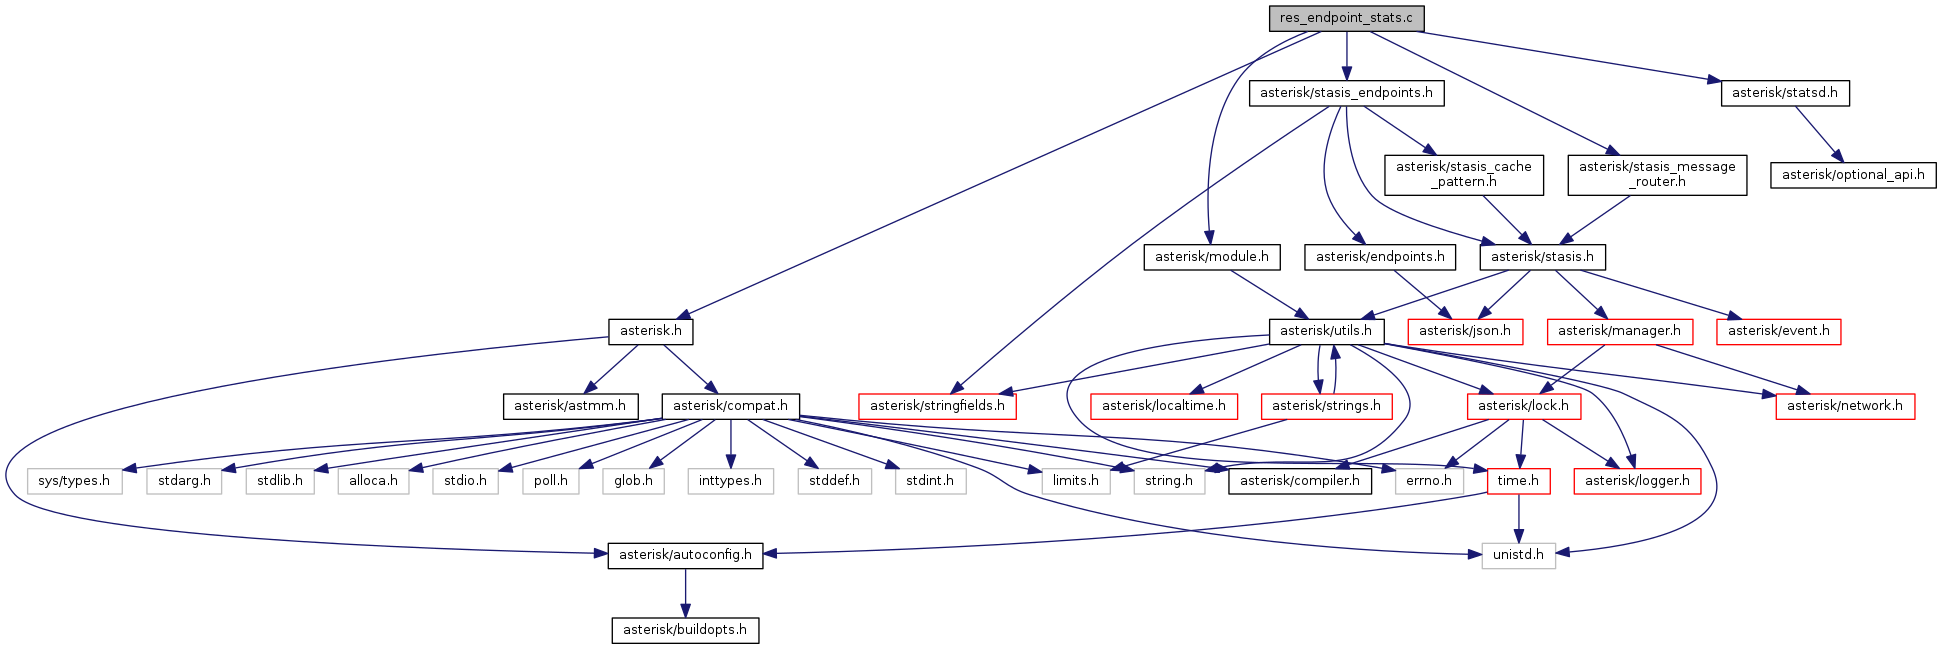 res_endpoint_stats.c
asterisk/stasis_endpoints.h
asterisk/statsd.h
asterisk/stasis_cache
_pattern.h
asterisk/stasis_message
_router.h
asterisk/optional_api.h
asterisk/module.h
asterisk/endpoints.h
asterisk/stasis.h
asterisk.h
asterisk/utils.h
asterisk/json.h
asterisk/manager.h
asterisk/event.h
asterisk/astmm.h
asterisk/compat.h
asterisk/stringfields.h
asterisk/localtime.h
asterisk/strings.h
asterisk/lock.h
asterisk/network.h
sys/types.h
stdarg.h
stdlib.h
alloca.h
stdio.h
poll.h
glob.h
inttypes.h
stddef.h
stdint.h
limits.h
string.h
asterisk/compiler.h
errno.h
time.h
asterisk/logger.h
asterisk/autoconfig.h
unistd.h
asterisk/buildopts.h